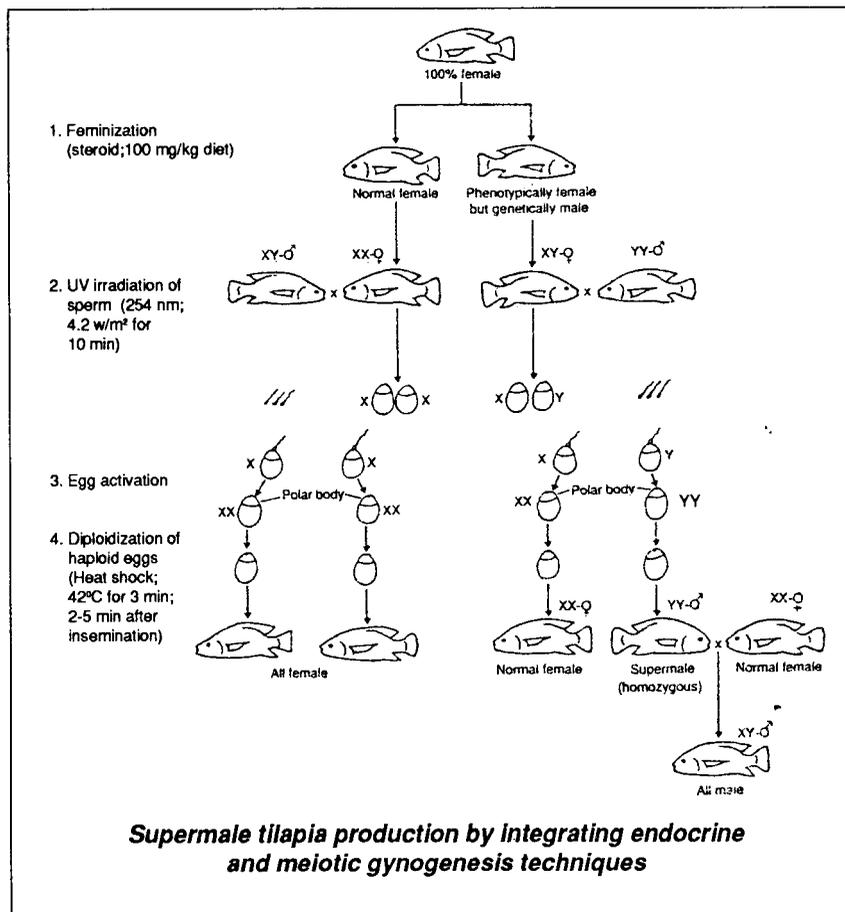 100% female
1. Feminization
(steroid;100 mg/kg diet)
Normal female
Phenotypically female
but genetically male
XY-♂
XX-♀
XY-♀
YY-♂
2. UV irradiation of
sperm (254 nm;
4.2 w/m² for
10 min)
x
x
X
X
X
Y
X
X
X
Y
3. Egg activation
Polar body
Polar body
XX
XX
XX
YY
4. Diploidization of
haploid eggs
(Heat shock;
42ºC for 3 min;
2-5 min after
insemination)
XX-♀
YY-♂
XX-♀
x
All female
Normal female
Supermale
(homozygous)
Normal female
XY-♂
All male
Supermale tilapia production by integrating endocrine
and meiotic gynogenesis techniques